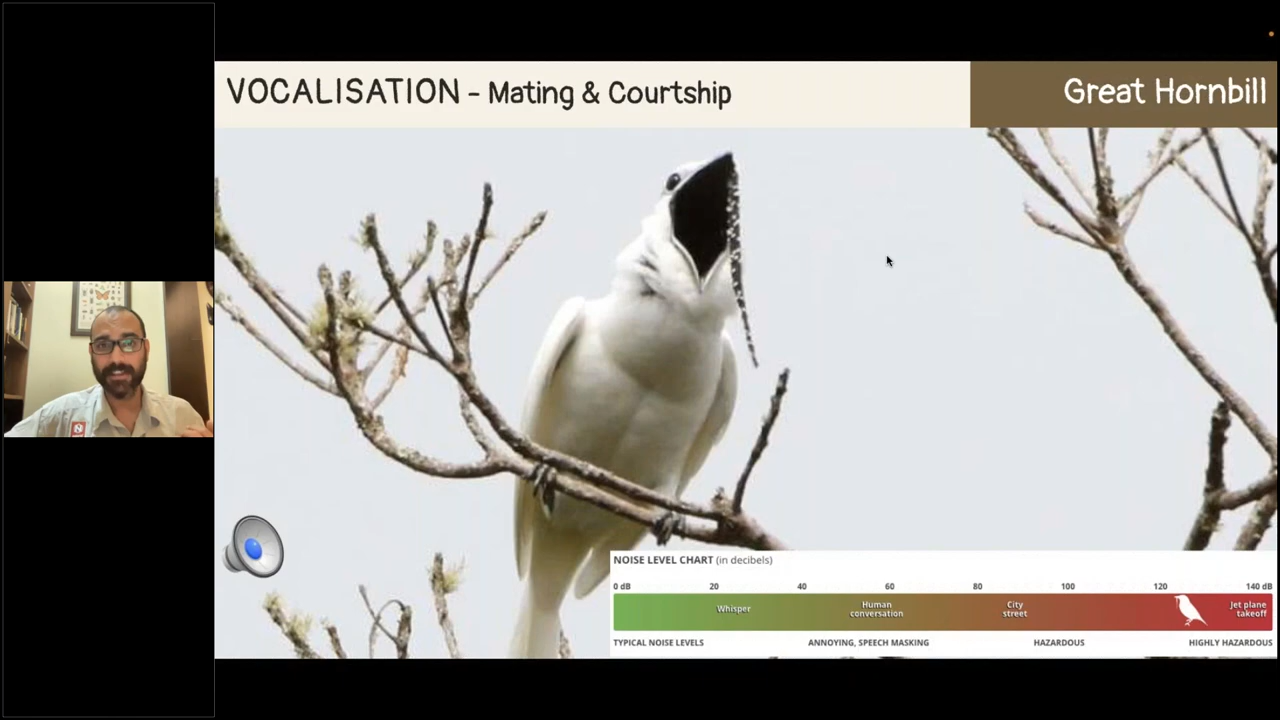 VOCALISATION - Mating & Courtship
Great Hornbill
NOISE LEVEL CHART (in decibels)
0 dB 20 40 60 80 100 120 140 dB
Whisper Human conversation City street Jet plane takeoff
TYPICAL NOISE LEVELS ANNOYING, SPEECH MASKING HAZARDOUS HIGHLY HAZARDOUS